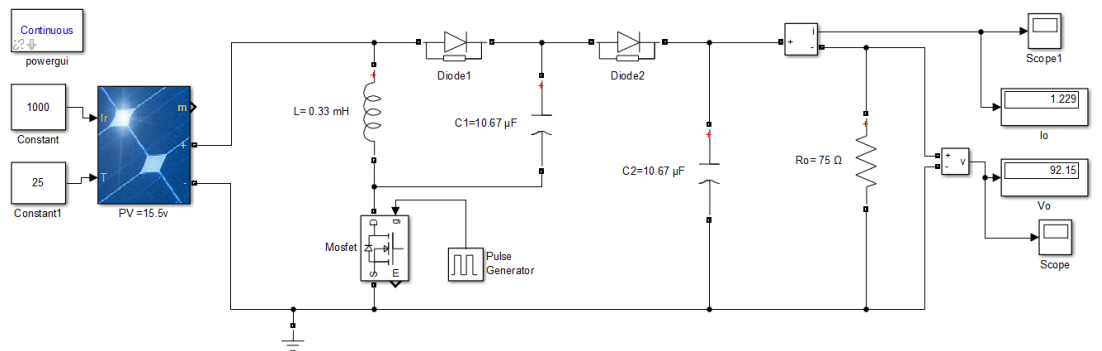 Continuous
powergui
1000
Constant
25
Constant1
Ir
T
m
+
-
PV =15.5v
L= 0.33 mH
Diode1
C1=10.67 µF
Diode2
C2=10.67 µF
Mosfet
D
g
S
m
Pulse
Generator
+
-
i
Ro= 75 Ω
Scope1
1.229
Io
+
-
v
92.15
Vo
Scope